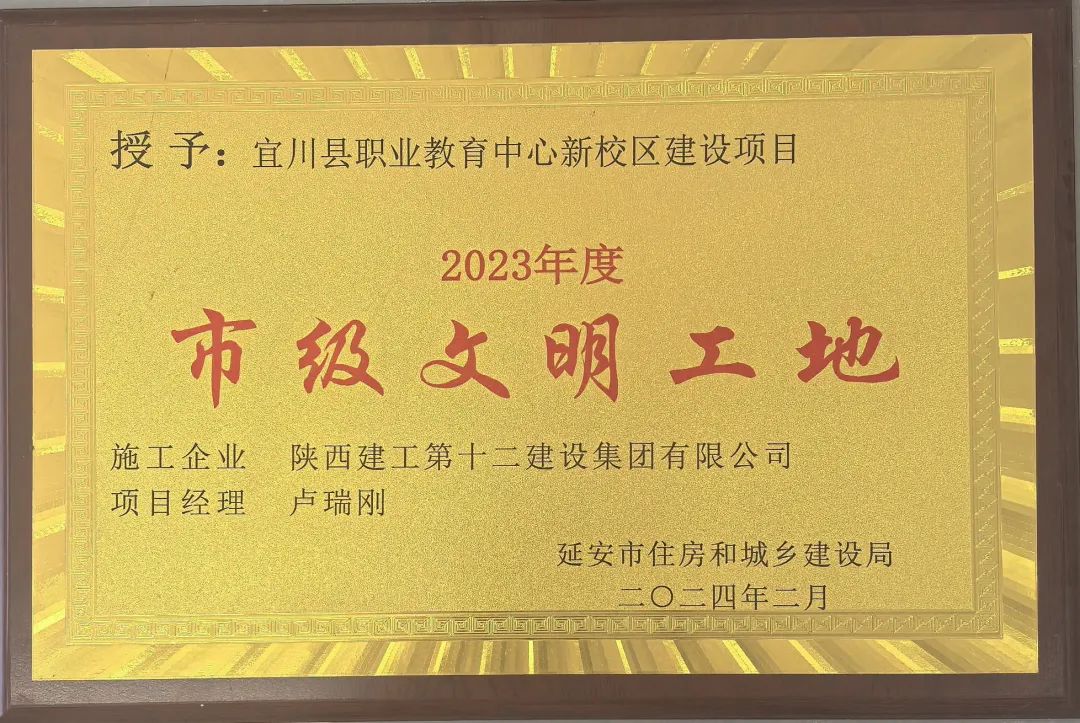 授予：宜川县职业教育中心新校区建设项目
2023年度
市级文明工地
施工企业 陕西建工第十二建设集团有限公司
项目经理 卢瑞刚
延安市住房和城乡建设局
二〇二四年二月